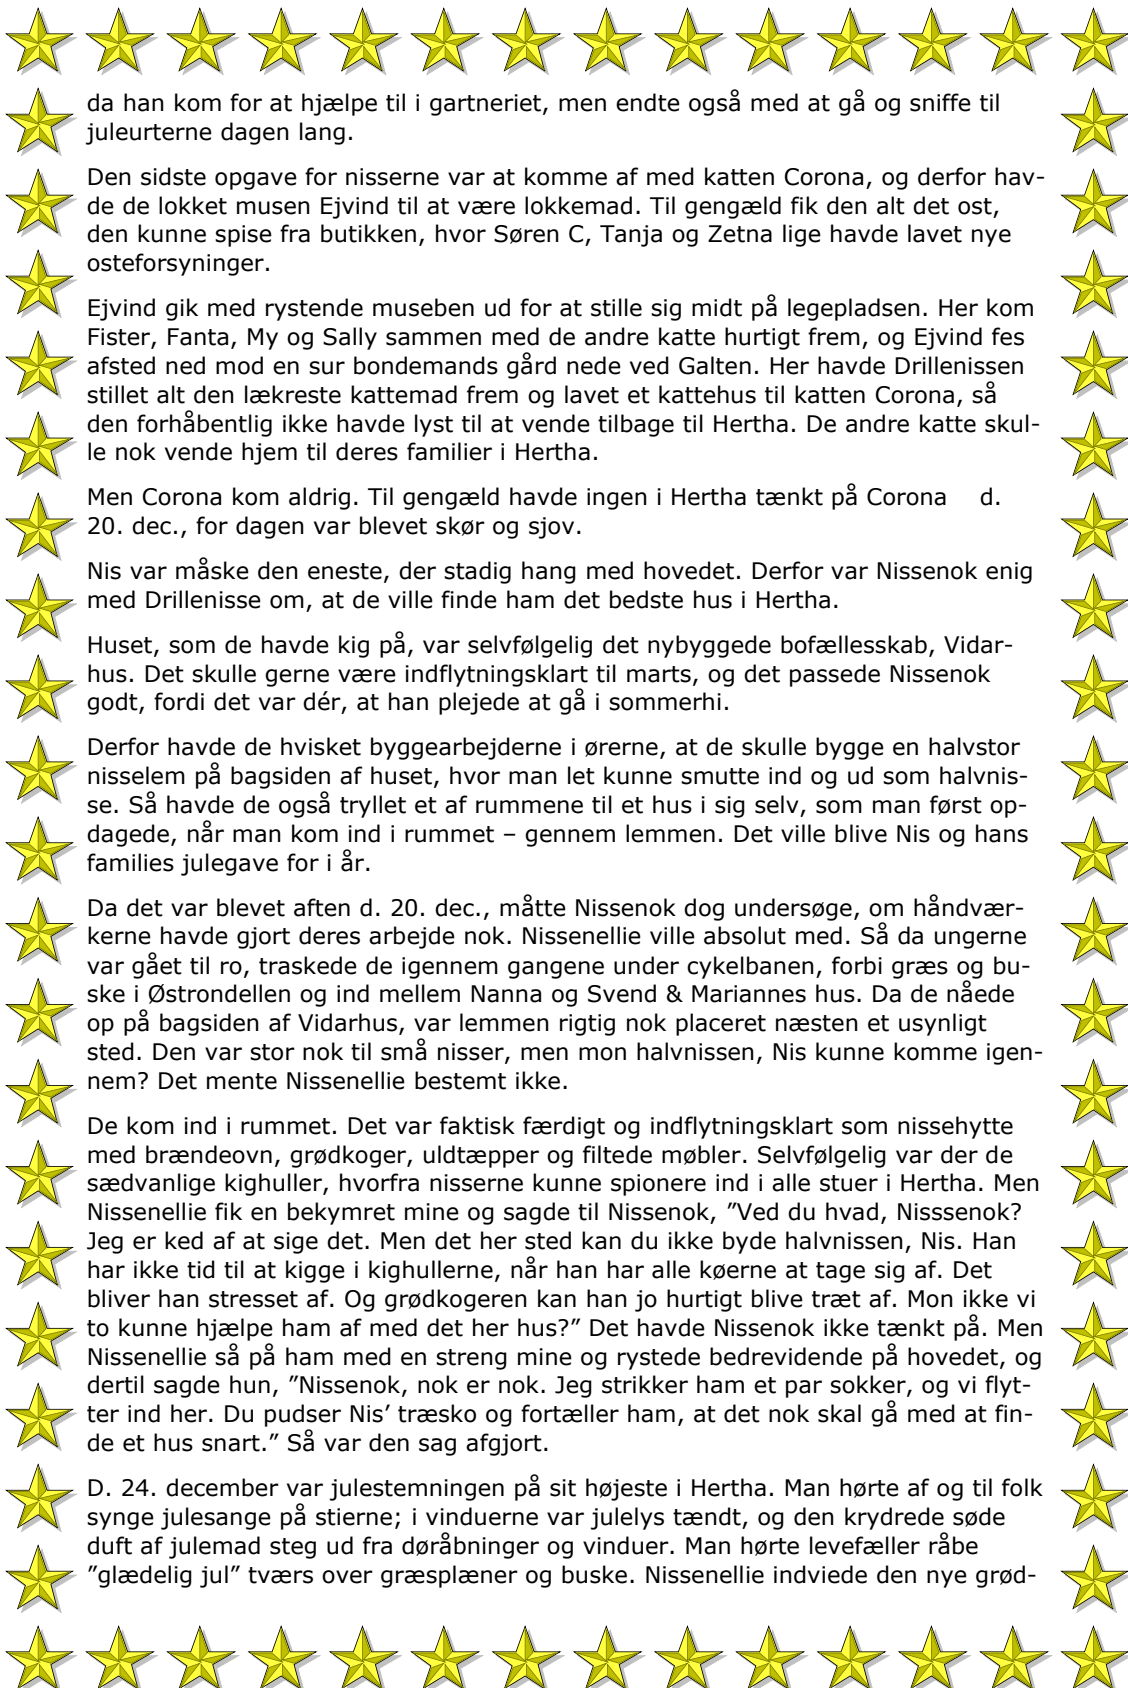 da han kom for at hjælpe til i gartneriet, men endte også med at gå og sniffe til
juleurterne dagen lang.
Den sidste opgave for nisserne var at komme af med katten Corona, og derfor hav-
de de lokket musen Ejvind til at være lokkemad. Til gengæld fik den alt det ost,
den kunne spise fra butikken, hvor Søren C, Tanja og Zetna lige havde lavet nye
osteforsyninger.
Ejvind gik med rystende museben ud for at stille sig midt på legepladsen. Her kom
Fister, Fanta, My og Sally sammen med de andre katte hurtigt frem, og Ejvind fes
afsted ned mod en sur bondemands gård nede ved Galten. Her havde Drillenissen
stillet alt den lækreste kattemad frem og lavet et kattehus til katten Corona, så
den forhåbentlig ikke havde lyst til at vende tilbage til Hertha. De andre katte skul-
le nok vende hjem til deres familier i Hertha.
Men Corona kom aldrig. Til gengæld havde ingen i Hertha tænkt på Corona    d.
20. dec., for dagen var blevet skør og sjov.
Nis var måske den eneste, der stadig hang med hovedet. Derfor var Nissenok enig
med Drillenisse om, at de ville finde ham det bedste hus i Hertha.
Huset, som de havde kig på, var selvfølgelig det nybyggede bofællesskab, Vidar-
hus. Det skulle gerne være indflytningsklart til marts, og det passede Nissenok
godt, fordi det var dér, at han plejede at gå i sommerhi.
Derfor havde de hvisket byggearbejderne i ørerne, at de skulle bygge en halvstor
nisselem på bagsiden af huset, hvor man let kunne smutte ind og ud som halvnis-
se. Så havde de også tryllet et af rummene til et hus i sig selv, som man først op-
dagede, når man kom ind i rummet – gennem lemmen. Det ville blive Nis og hans
families julegave for i år.
Da det var blevet aften d. 20. dec., måtte Nissenok dog undersøge, om håndvær-
kerne havde gjort deres arbejde nok. Nissenellie ville absolut med. Så da ungerne
var gået til ro, traskede de igennem gangene under cykelbanen, forbi græs og bu-
ske i Østrondellen og ind mellem Nanna og Svend & Mariannes hus. Da de nåede
op på bagsiden af Vidarhus, var lemmen rigtig nok placeret næsten et usynligt
sted. Den var stor nok til små nisser, men mon halvnissen, Nis kunne komme igen-
nem? Det mente Nissenellie bestemt ikke.
De kom ind i rummet. Det var faktisk færdigt og indflytningsklart som nissehytte
med brændeovn, grødkoger, uldtæpper og filtede møbler. Selvfølgelig var der de
sædvanlige kighuller, hvorfra nisserne kunne spionere ind i alle stuer i Hertha. Men
Nissenellie fik en bekymret mine og sagde til Nissenok, ”Ved du hvad, Nisssenok?
Jeg er ked af at sige det. Men det her sted kan du ikke byde halvnissen, Nis. Han
har ikke tid til at kigge i kighullerne, når han har alle køerne at tage sig af. Det
bliver han stresset af. Og grødkogeren kan han jo hurtigt blive træt af. Mon ikke vi
to kunne hjælpe ham af med det her hus?” Det havde Nissenok ikke tænkt på. Men
Nissenellie så på ham med en streng mine og rystede bedrevidende på hovedet, og
dertil sagde hun, ”Nissenok, nok er nok. Jeg strikker ham et par sokker, og vi flyt-
ter ind her. Du pudser Nis’ træsko og fortæller ham, at det nok skal gå med at fin-
de et hus snart.” Så var den sag afgjort.
D. 24. december var julestemningen på sit højeste i Hertha. Man hørte af og til folk
synge julesange på stierne; i vinduerne var julelys tændt, og den krydrede søde
duft af julemad steg ud fra døråbninger og vinduer. Man hørte levefæller råbe
”glædelig jul” tværs over græsplæner og buske. Nissenellie indviede den nye grød-